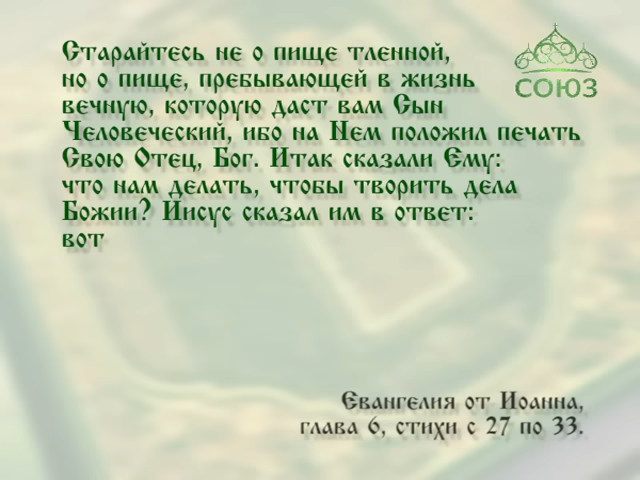 Старайтесь не о пище тленной,
но о пище, пребывающей в жизнь
вечную, которую даст вам Сын
Человеческий, ибо на Нем положил печать
Свою Отец, Бог. Итак сказали Ему:
что нам делать, чтобы творить дела
Божии? Иисус сказал им в ответ:
вот
СОЮЗ
Евангелия от Иоанна,
глава 6, стихи с 27 по 33.